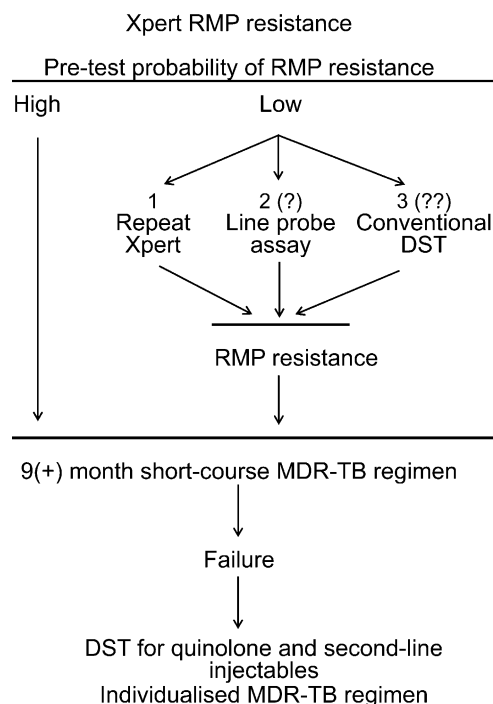 Xpert RMP resistance
Pre-test probability of RMP resistance
High
Low
1
Repeat
Xpert
2 (?)
Line probe
assay
3 (??)
Conventional
DST
RMP resistance
9(+) month short-course MDR-TB regimen
Failure
DST for quinolone and second-line
injectables
Individualised MDR-TB regimen